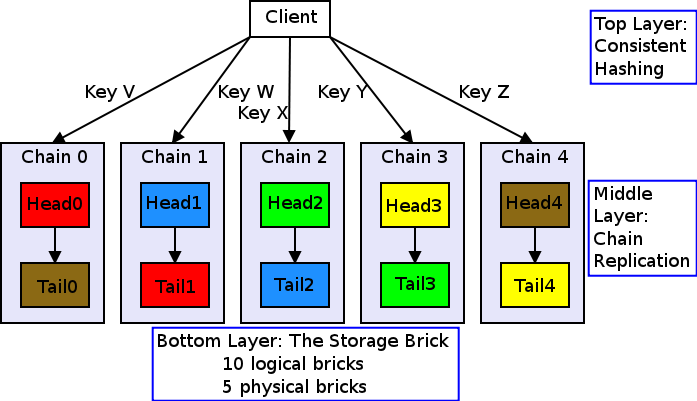 Client
Top Layer:
Consistent
Hashing
Key V
Key W
Key X
Key Y
Key Z
Chain 0
Chain 1
Chain 2
Chain 3
Chain 4
Head0
Head1
Head2
Head3
Head4
Middle
Layer:
Chain
Replication
Tail0
Tail1
Tail2
Tail3
Tail4
Bottom Layer: The Storage Brick
10 logical bricks
5 physical bricks